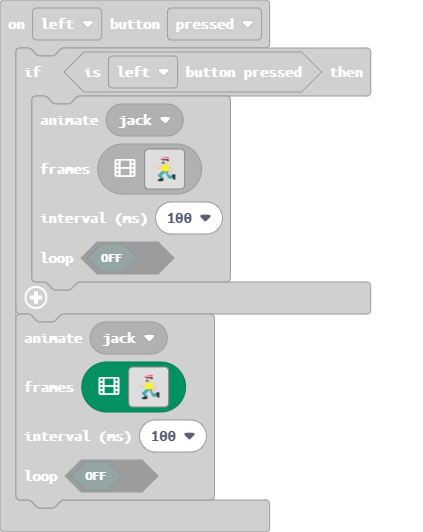 on left button pressed
if is left button pressed then
animate jack
frames
interval (ms) 100
loop OFF
animate jack
frames
interval (ms) 100
loop OFF